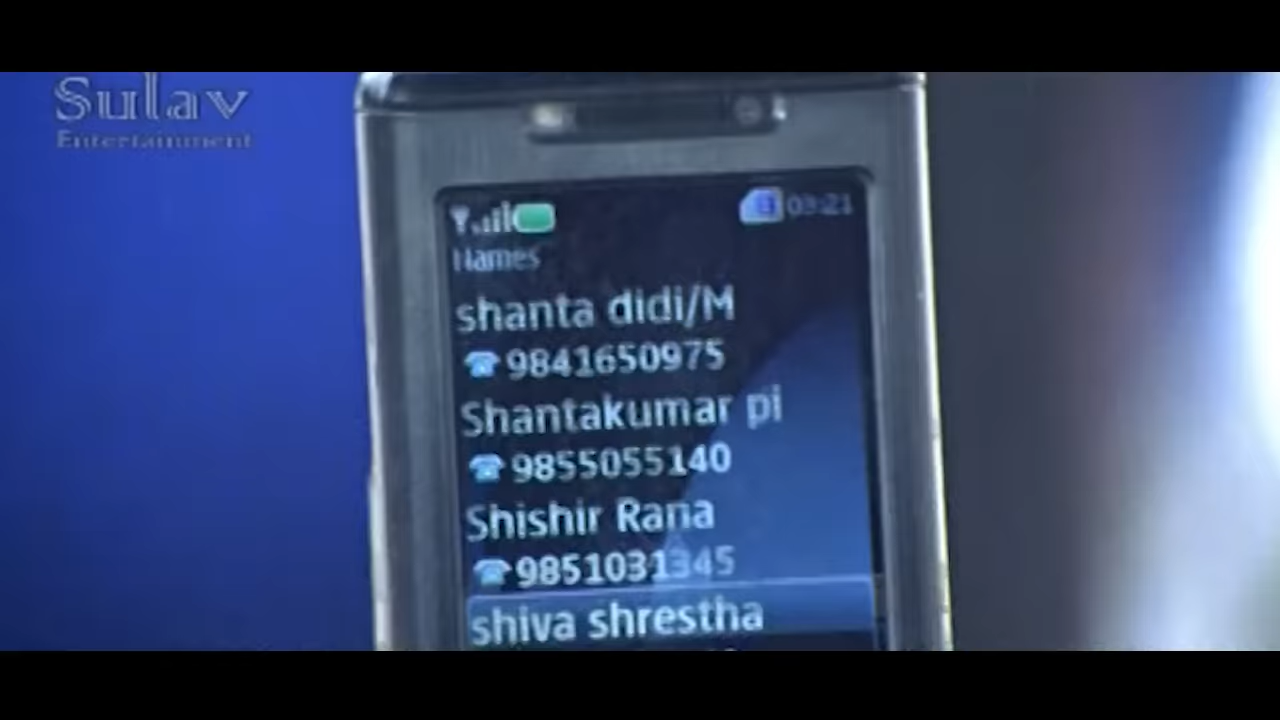 Sulav
Entertainment
03:21
Names
shanta didi/M
9841650975
Shantakumar pi
9855055140
Shishir Rana
9851031345
shiva shrestha